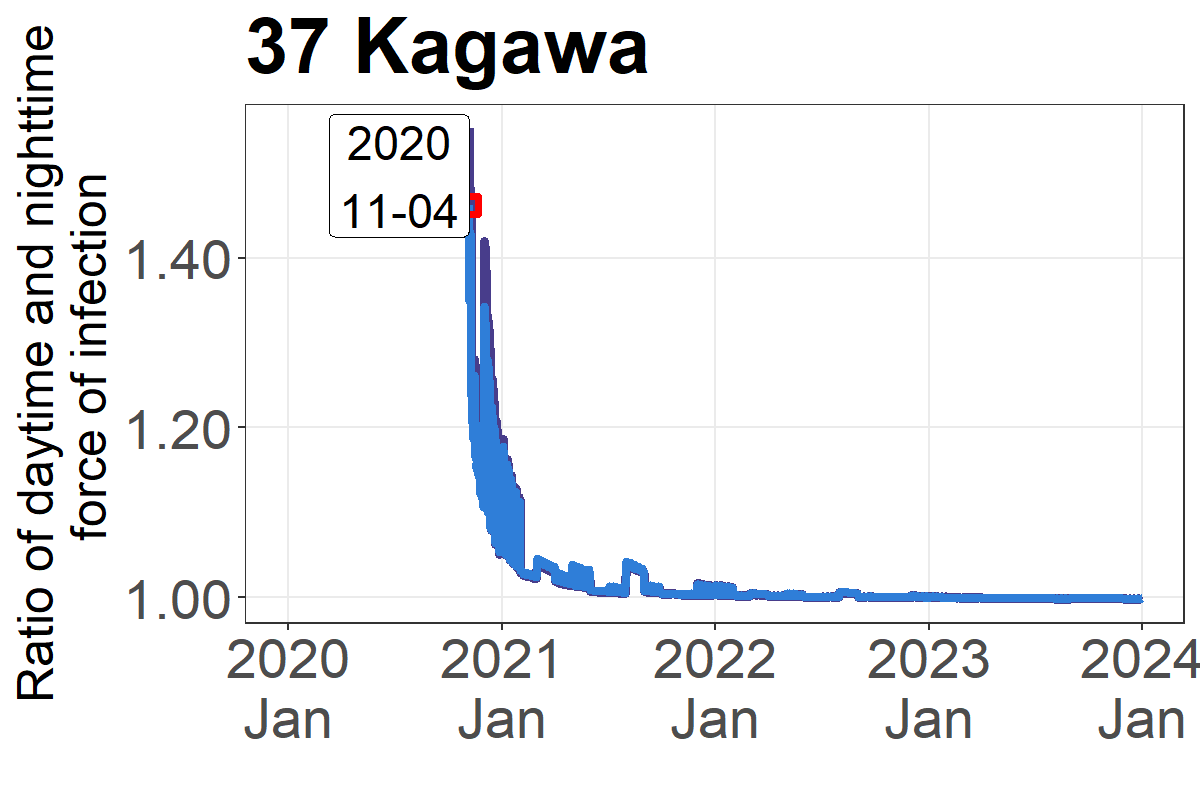 37 Kagawa
Ratio of daytime and nighttime
force of infection
2020
11-04
1.40
1.20
1.00
2020
Jan
2021
Jan
2022
Jan
2023
Jan
2024
Jan